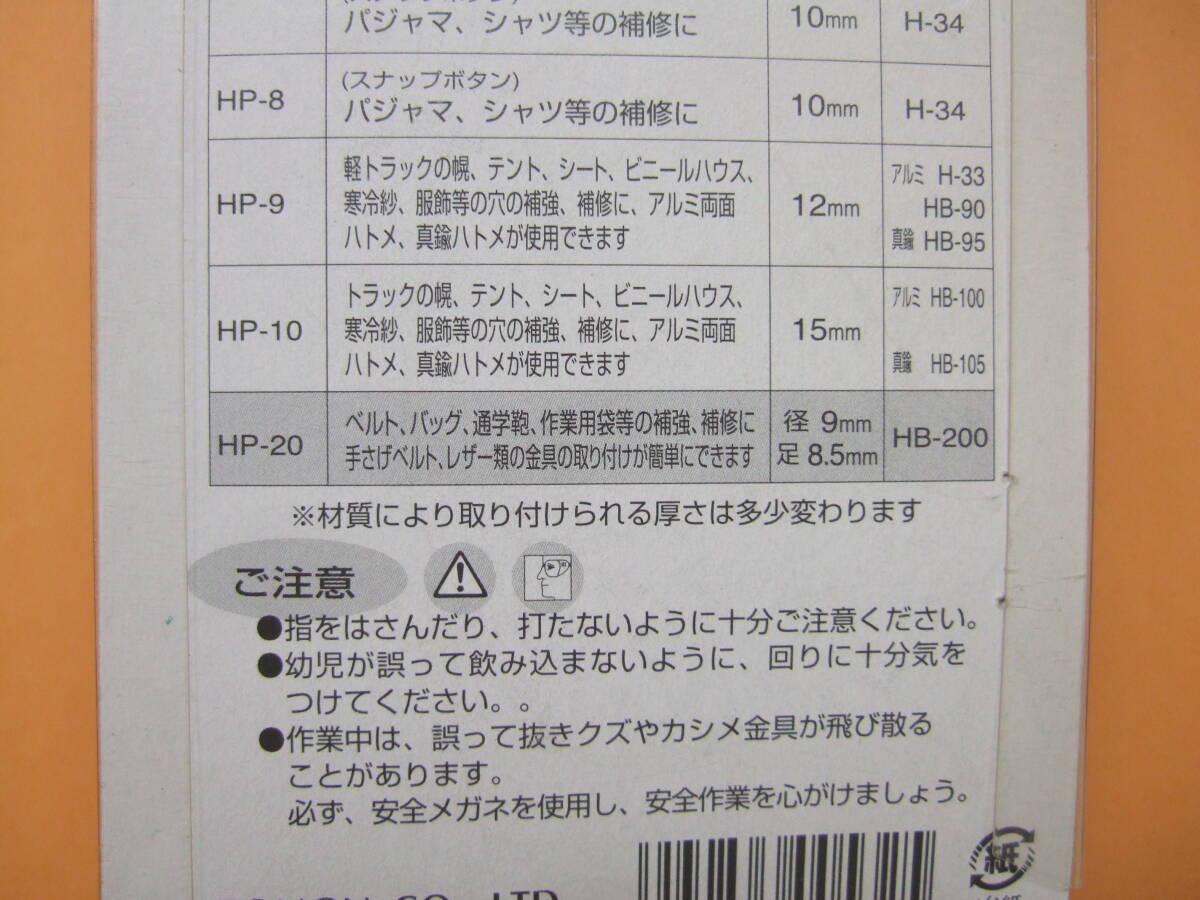 パジャマ、シャツ等の補修に 10mm H-34
HP-8
(スナップボタン)
パジャマ、シャツ等の補修に
10mm
H-34
HP-9
軽トラックの幌、テント、シート、ビニールハウス、
寒冷紗、服飾等の穴の補強、補修に、アルミ両面
ハトメ、真鍮ハトメが使用できます
12mm
アルミ H-33
HB-90
真鍮 HB-95
HP-10
トラックの幌、テント、シート、ビニールハウス、
寒冷紗、服飾等の穴の補強、補修に、アルミ両面
ハトメ、真鍮ハトメが使用できます
15mm
アルミ HB-100
真鍮 HB-105
HP-20
ベルト、バッグ、通学鞄、作業用袋等の補強、補修に
手さげベルト、レザー類の金具の取り付けが簡単にできます
径 9mm
足 8.5mm
HB-200
※材質により取り付けられる厚さは多少変わります
ご注意
●指をはさんだり、打たないように十分ご注意ください。
●幼児が誤って飲み込まないように、回りに十分気を
つけてください。。
●作業中は、誤って抜きクズやカシメ金具が飛び散る
ことがあります。
必ず、安全メガネを使用し、安全作業を心がけましょう。
紙
CO., LTD